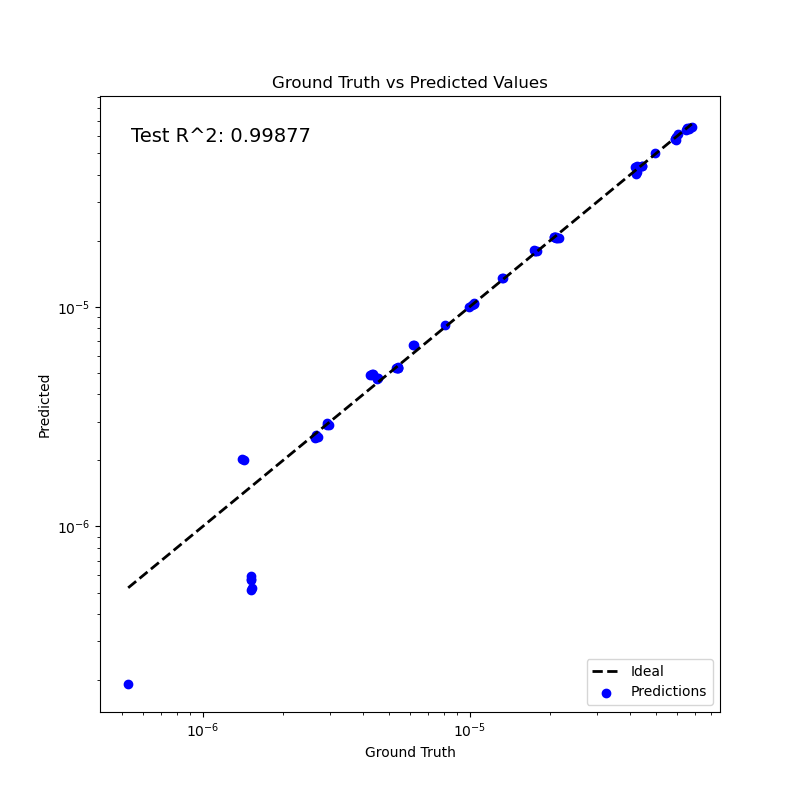 Ground Truth vs Predicted Values
Test R^2: 0.99877
10⁻⁵
10⁻⁶
Predicted
Ideal
Predictions
10⁻⁶
10⁻⁵
Ground Truth